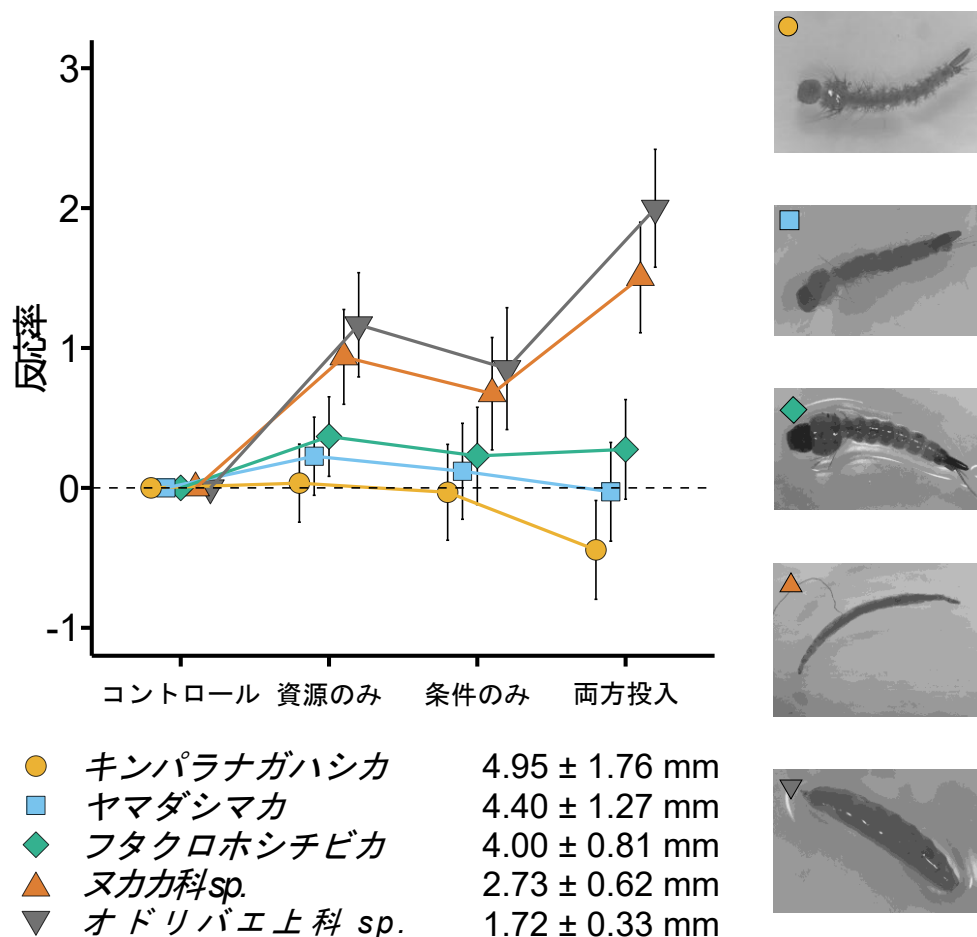 3
2
1
0
-1
反応率
コントロール 資源のみ 条件のみ 両方投入
キンパラナガハシカ 4.95 ± 1.76 mm
ヤマダシマカ 4.40 ± 1.27 mm
フタクロホシチビカ 4.00 ± 0.81 mm
ヌカカ科sp. 2.73 ± 0.62 mm
オドリバエ上科 sp. 1.72 ± 0.33 mm